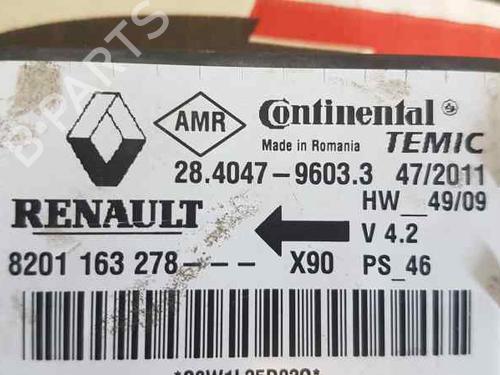 B-PARTS
AMR
Continental
Made in Romania TEMIC
28.4047-9603.3 47/2011
HW__49/09
RENAULT
V 4.2
8201 163 278--- X90 PS_46